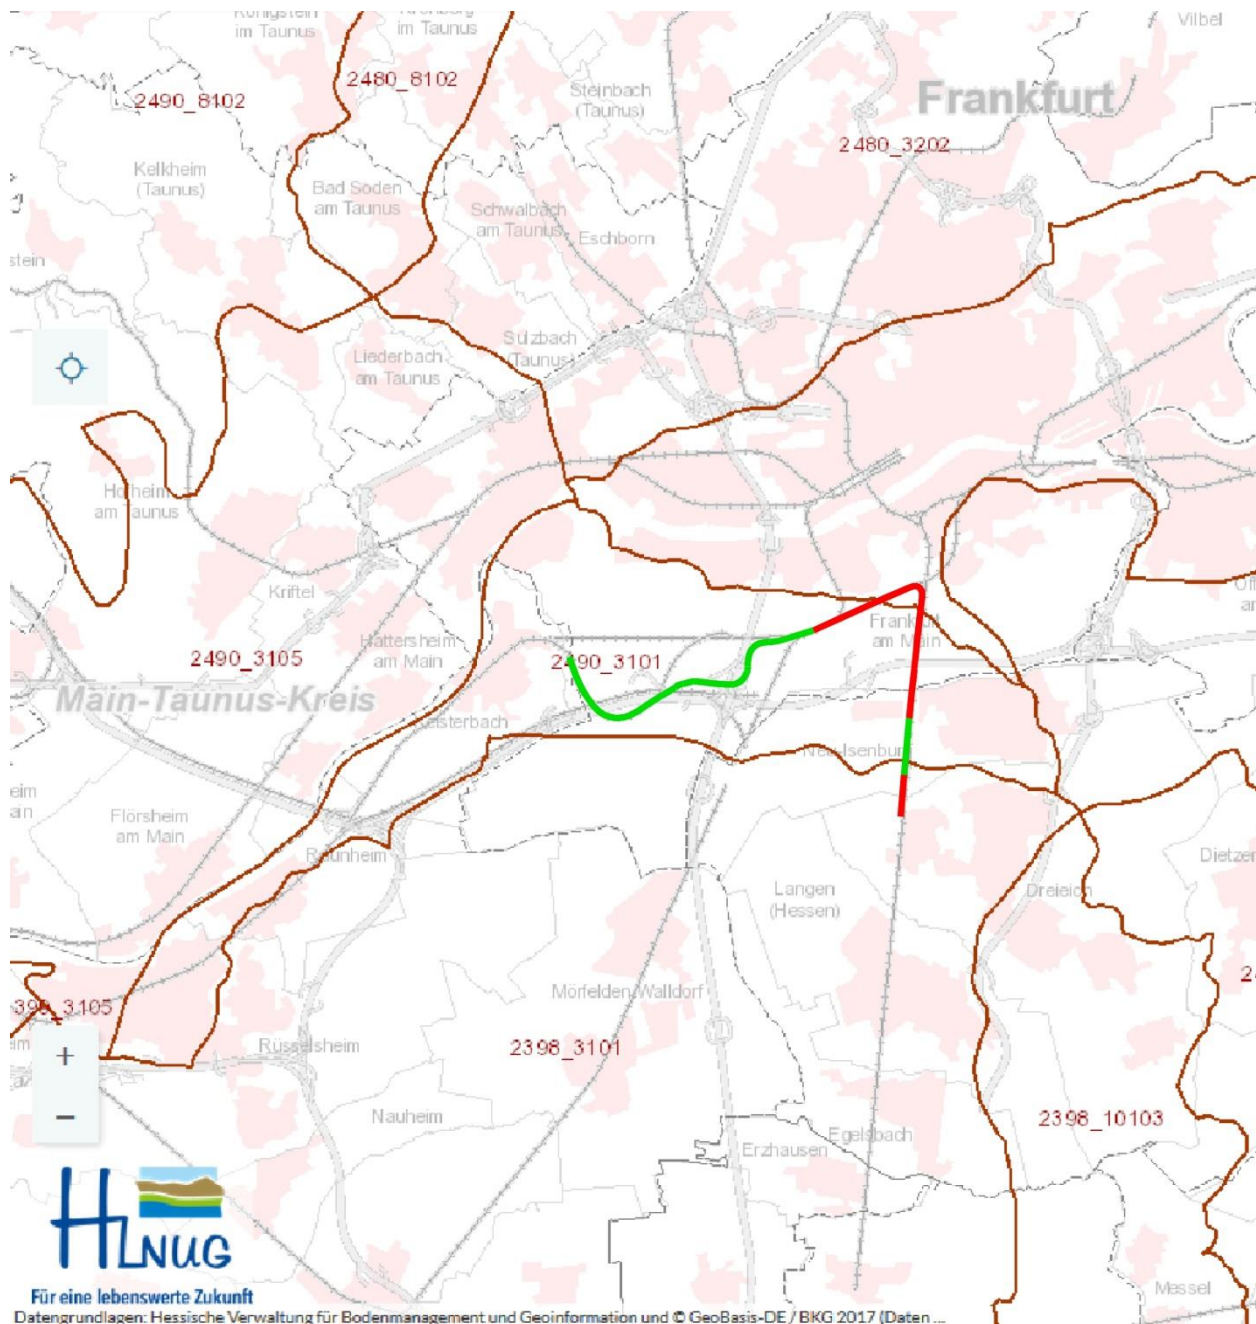 Königstein
im Taunus
im Taunus
Vilbel
2480_8102
2490_8102
Steinbach
(Taunus)
Frankfurt
2480_3202
Kelkheim
(Taunus)
Bad Soden
am Taunus
Schwalbach
am Taunus
Eschborn
stein
Sulzbach
(Taunus)
Liederbach
am Taunus
Hofheim
am Taunus
Kriftel
Frankfurt
am Main
Hattersheim
am Main
2490_3105
2490_3101
Main-Taunus-Kreis
Kelsterbach
Neu-Isenburg
Flörsheim
am Main
Raunheim
Dietzen
Langen
(Hessen)
Dreieich
Mörfelden-Walldorf
3105
+
Rüsselsheim
2398_3101
−
Nauheim
2398_10103
Egelsbach
Erzhausen
HLNUG
Für eine lebenswerte Zukunft
Messel
Datengrundlagen: Hessische Verwaltung für Bodenmanagement und Geoinformation und © GeoBasis-DE / BKG 2017 (Daten ...